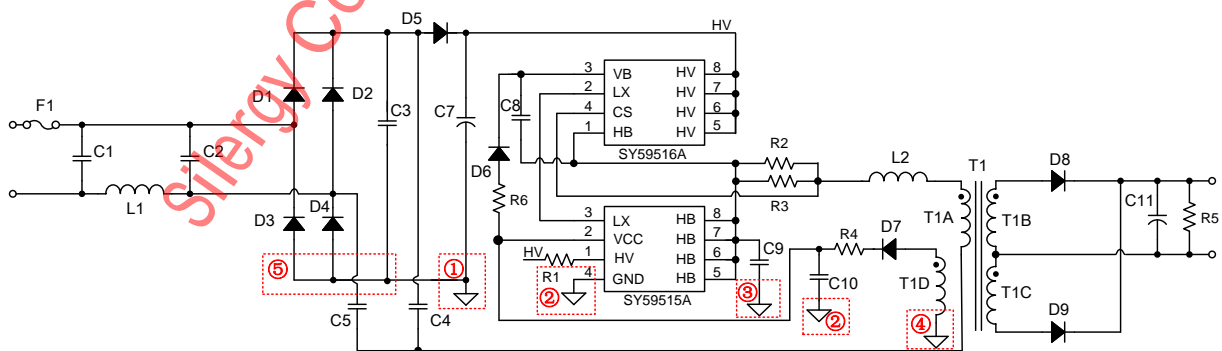 Silergy Co
D5
HV
F1
D1
D2
C3
C7
C1
C2
L1
D3
D4
C5
C4
⑤
①
D6
R6
C8
3 VB HV 8
2 LX HV 7
4 CS HV 6
1 HB HV 5
SY59516A
R2
R3
L2
T1
D8
T1A
T1B
C11
R5
3 LX HB 8
2 VCC HB 7
1 HV HB 6
4 GND HB 5
SY59515A
HV
R1
②
C9
③
R4
D7
C10
②
T1D
④
T1C
D9